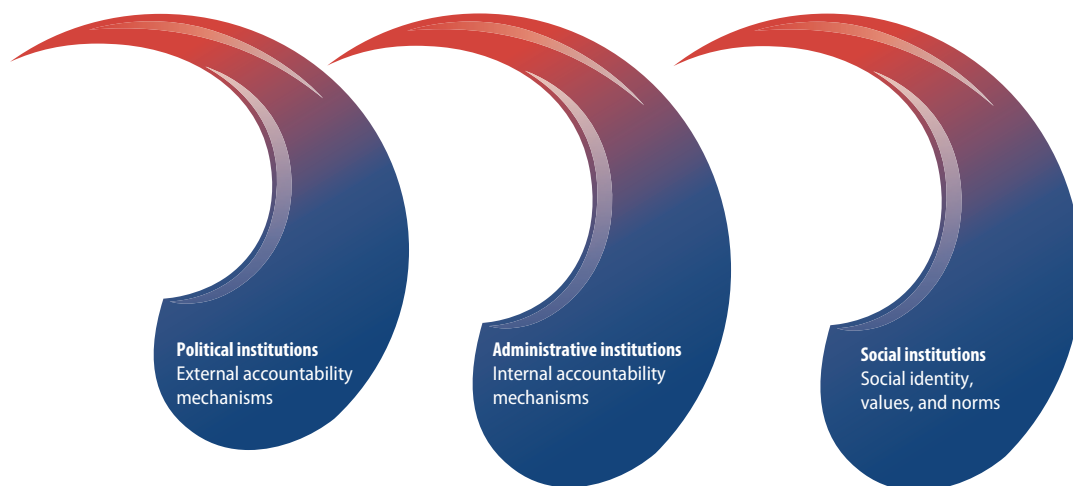 Political institutions
External accountability
mechanisms
Administrative institutions
Internal accountability
mechanisms
Social institutions
Social identity,
values, and norms